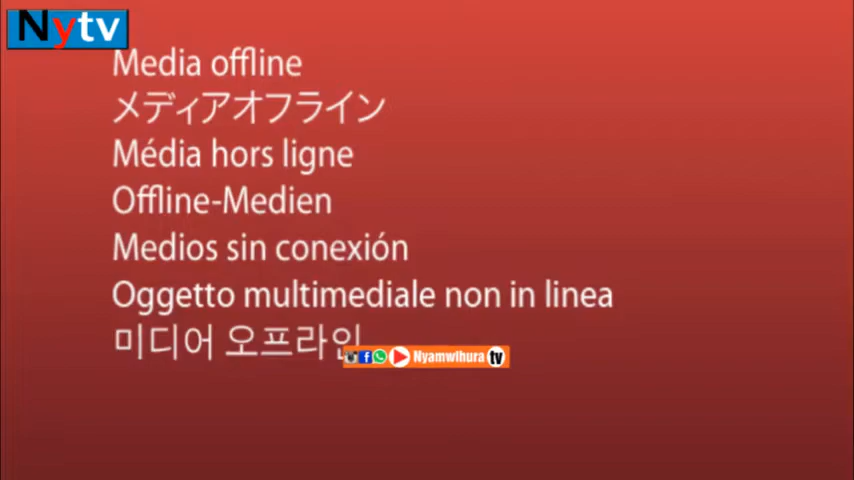 Nytv
Media offline
メディアオフライン
Média hors ligne
Offline-Medien
Medios sin conexión
Oggetto multimediale non in linea
미디어 오프라인
Nyamwihura tv